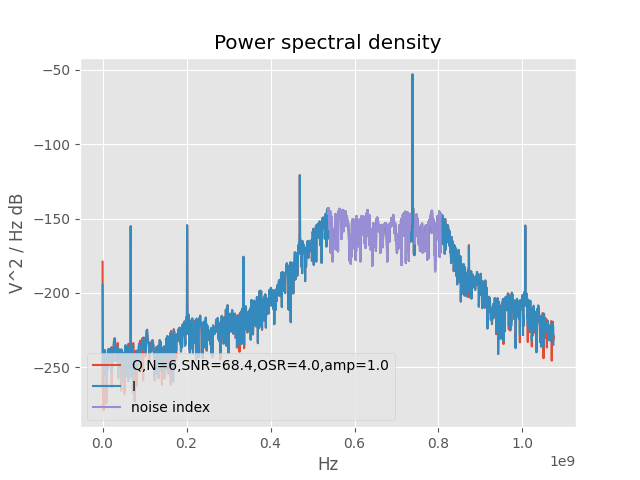 Power spectral density
V^2 / Hz dB
−50
−100
−150
−200
−250
Q,N=6,SNR=68.4,OSR=4.0,amp=1.0
I
noise index
0.0 0.2 0.4 0.6 0.8 1.0
1e9
Hz